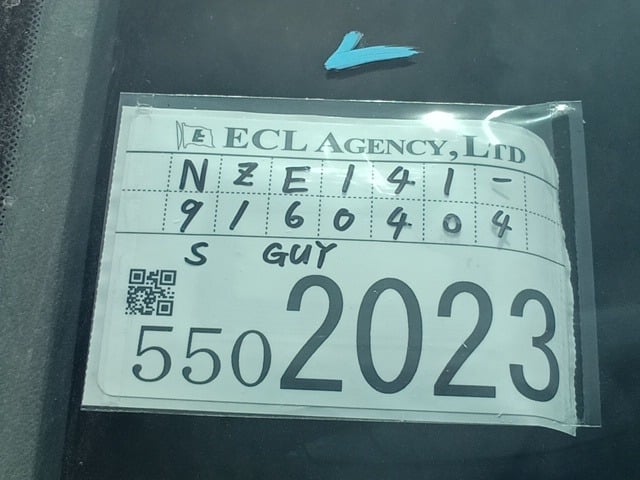 E ECL AGENCY, LTD
NZE141-
9160404
S GUY
5502023